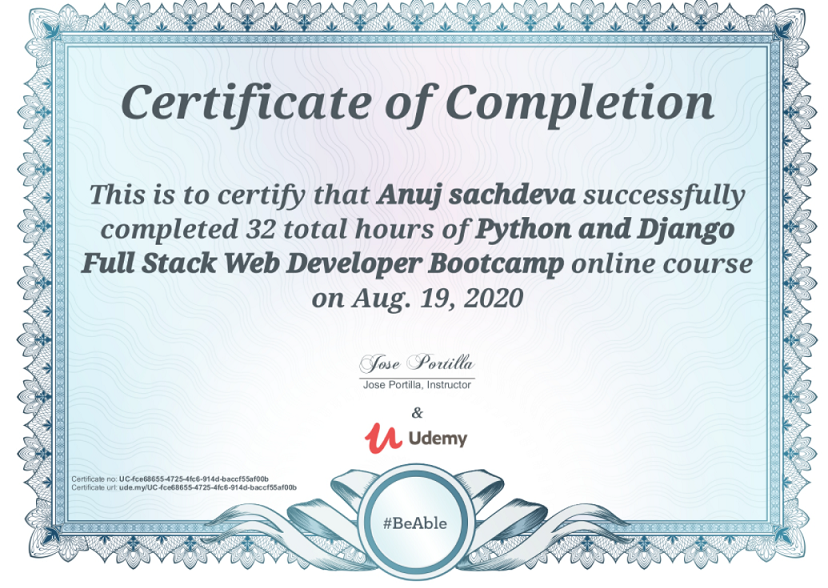 Certificate of Completion
This is to certify that Anuj sachdeva successfully
completed 32 total hours of Python and Django
Full Stack Web Developer Bootcamp online course
on Aug. 19, 2020
Jose Portilla
Jose Portilla, Instructor
&
Udemy
Certificate no: UC-fce68655-4725-4fc6-914d-baccf55af00b
Certificate url: ude.my/UC-fce68655-4725-4fc6-914d-baccf55af00b
#BeAble